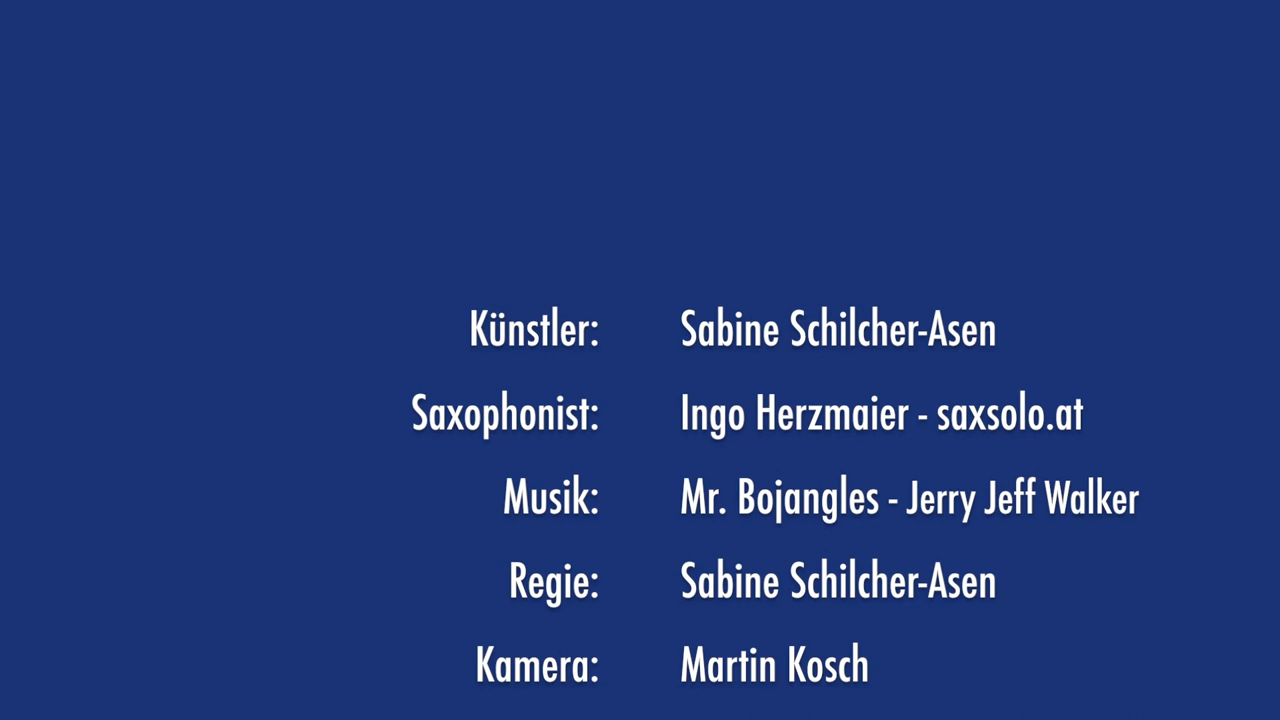 Künstler: Sabine Schilcher-Asen
Saxophonist: Ingo Herzmaier - saxsolo.at
Musik: Mr. Bojangles - Jerry Jeff Walker
Regie: Sabine Schilcher-Asen
Kamera: Martin Kosch